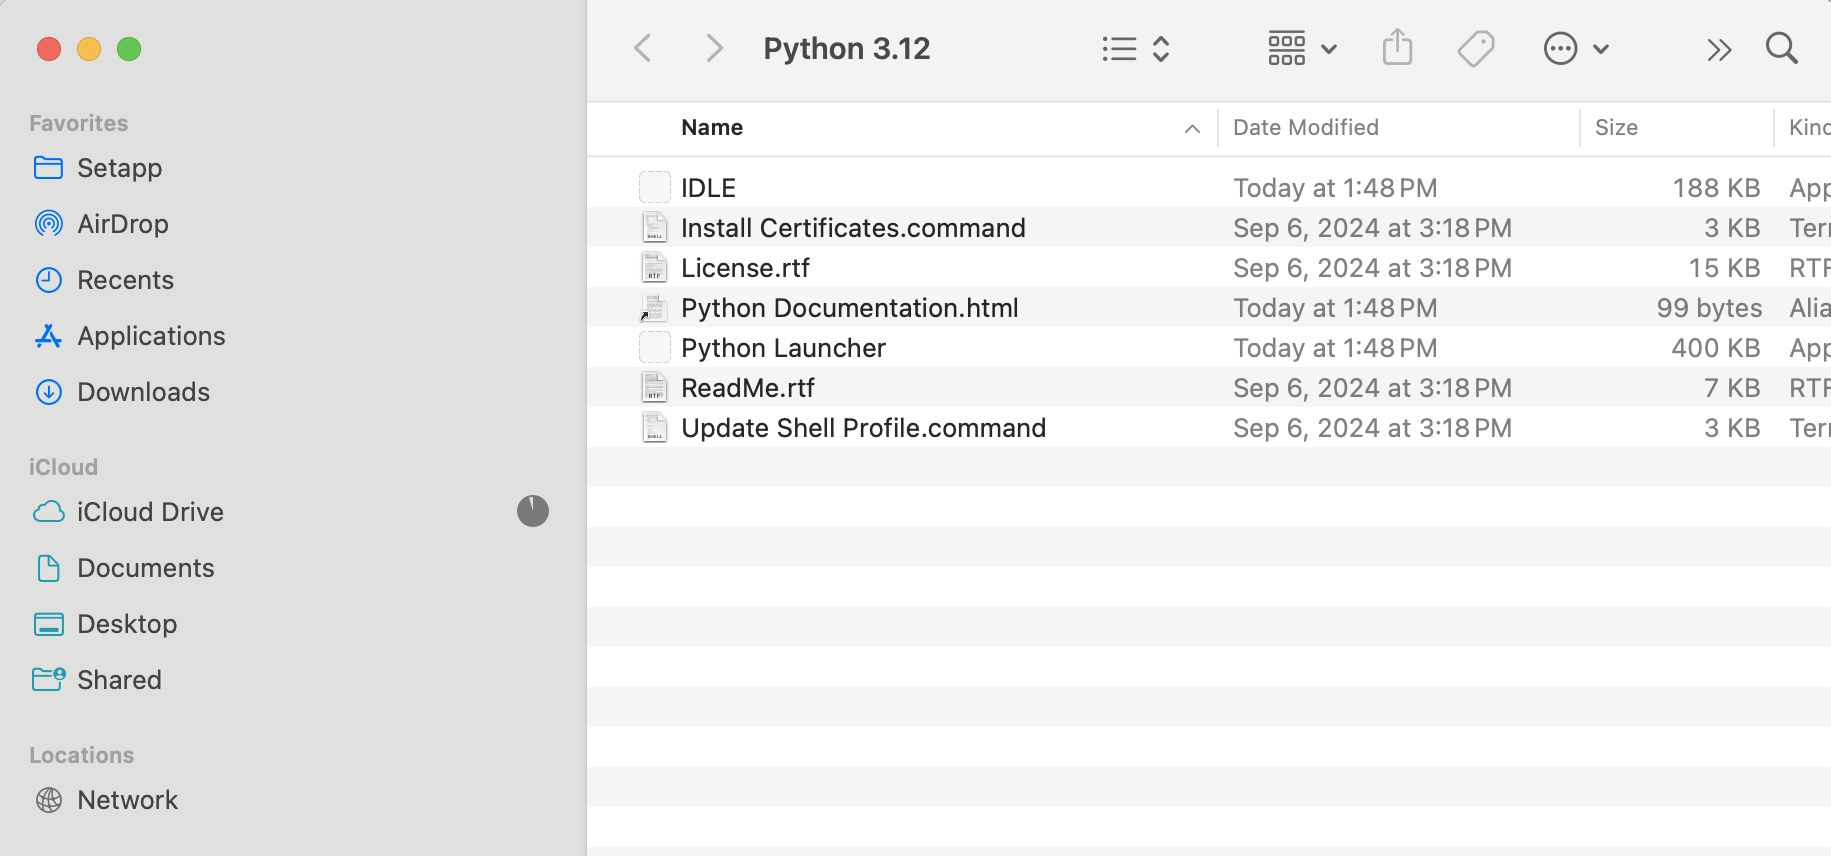 Python 3.12
Favorites
Setapp
AirDrop
Recents
Applications
Downloads
iCloud
iCloud Drive
Documents
Desktop
Shared
Locations
Network
Name Date Modified Size Kind
IDLE Today at 1:48 PM 188 KB App
Install Certificates.command Sep 6, 2024 at 3:18 PM 3 KB Ter
License.rtf Sep 6, 2024 at 3:18 PM 15 KB RTF
Python Documentation.html Today at 1:48 PM 99 bytes Alia
Python Launcher Today at 1:48 PM 400 KB App
ReadMe.rtf Sep 6, 2024 at 3:18 PM 7 KB RTF
Update Shell Profile.command Sep 6, 2024 at 3:18 PM 3 KB Ter